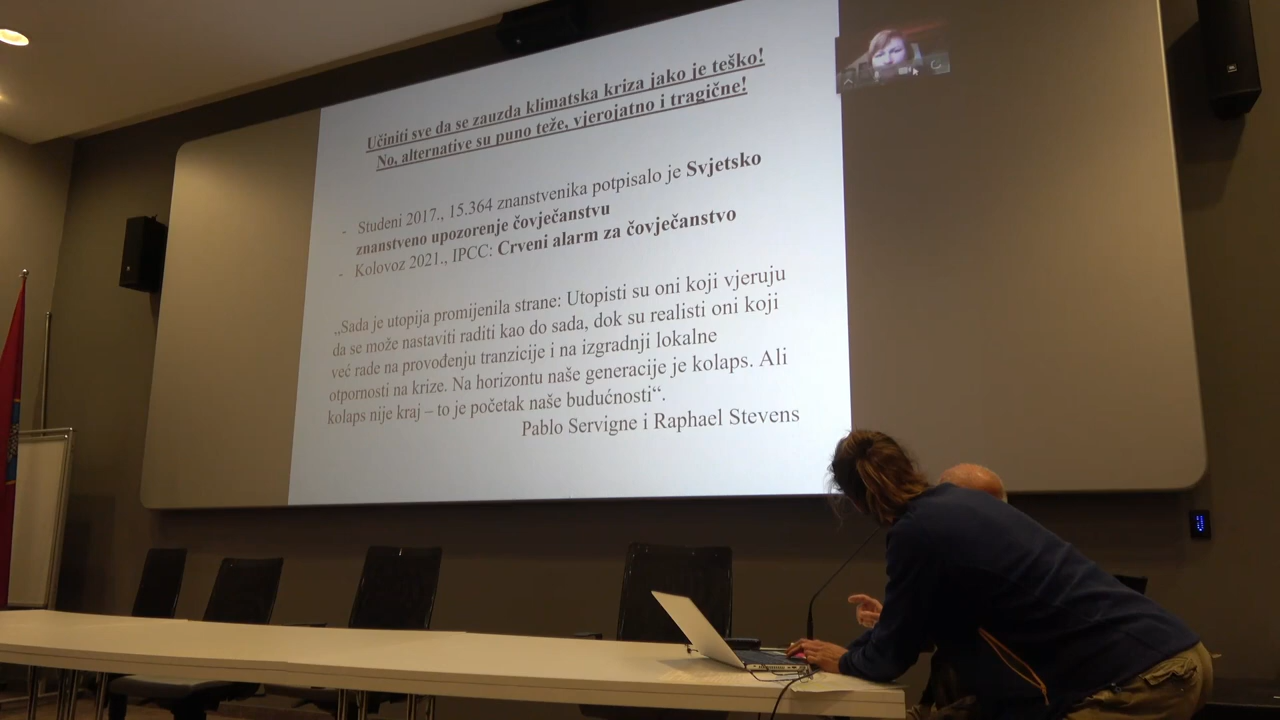 Učiniti sve da se zauzda klimatska kriza jako je teško!
No, alternative su puno teže, vjerojatno i tragične!
- Studeni 2017., 15.364 znanstvenika potpisalo je Svjetsko
znanstveno upozorenje čovječanstvu
- Kolovoz 2021., IPCC: Crveni alarm za čovječanstvo
„Sada je utopija promijenila strane: Utopisti su oni koji vjeruju
da se može nastaviti raditi kao do sada, dok su realisti oni koji
već rade na provođenju tranzicije i na izgradnji lokalne
otpornosti na krize. Na horizontu naše generacije je kolaps. Ali
kolaps nije kraj – to je početak naše budućnosti“.
Pablo Servigne i Raphael Stevens